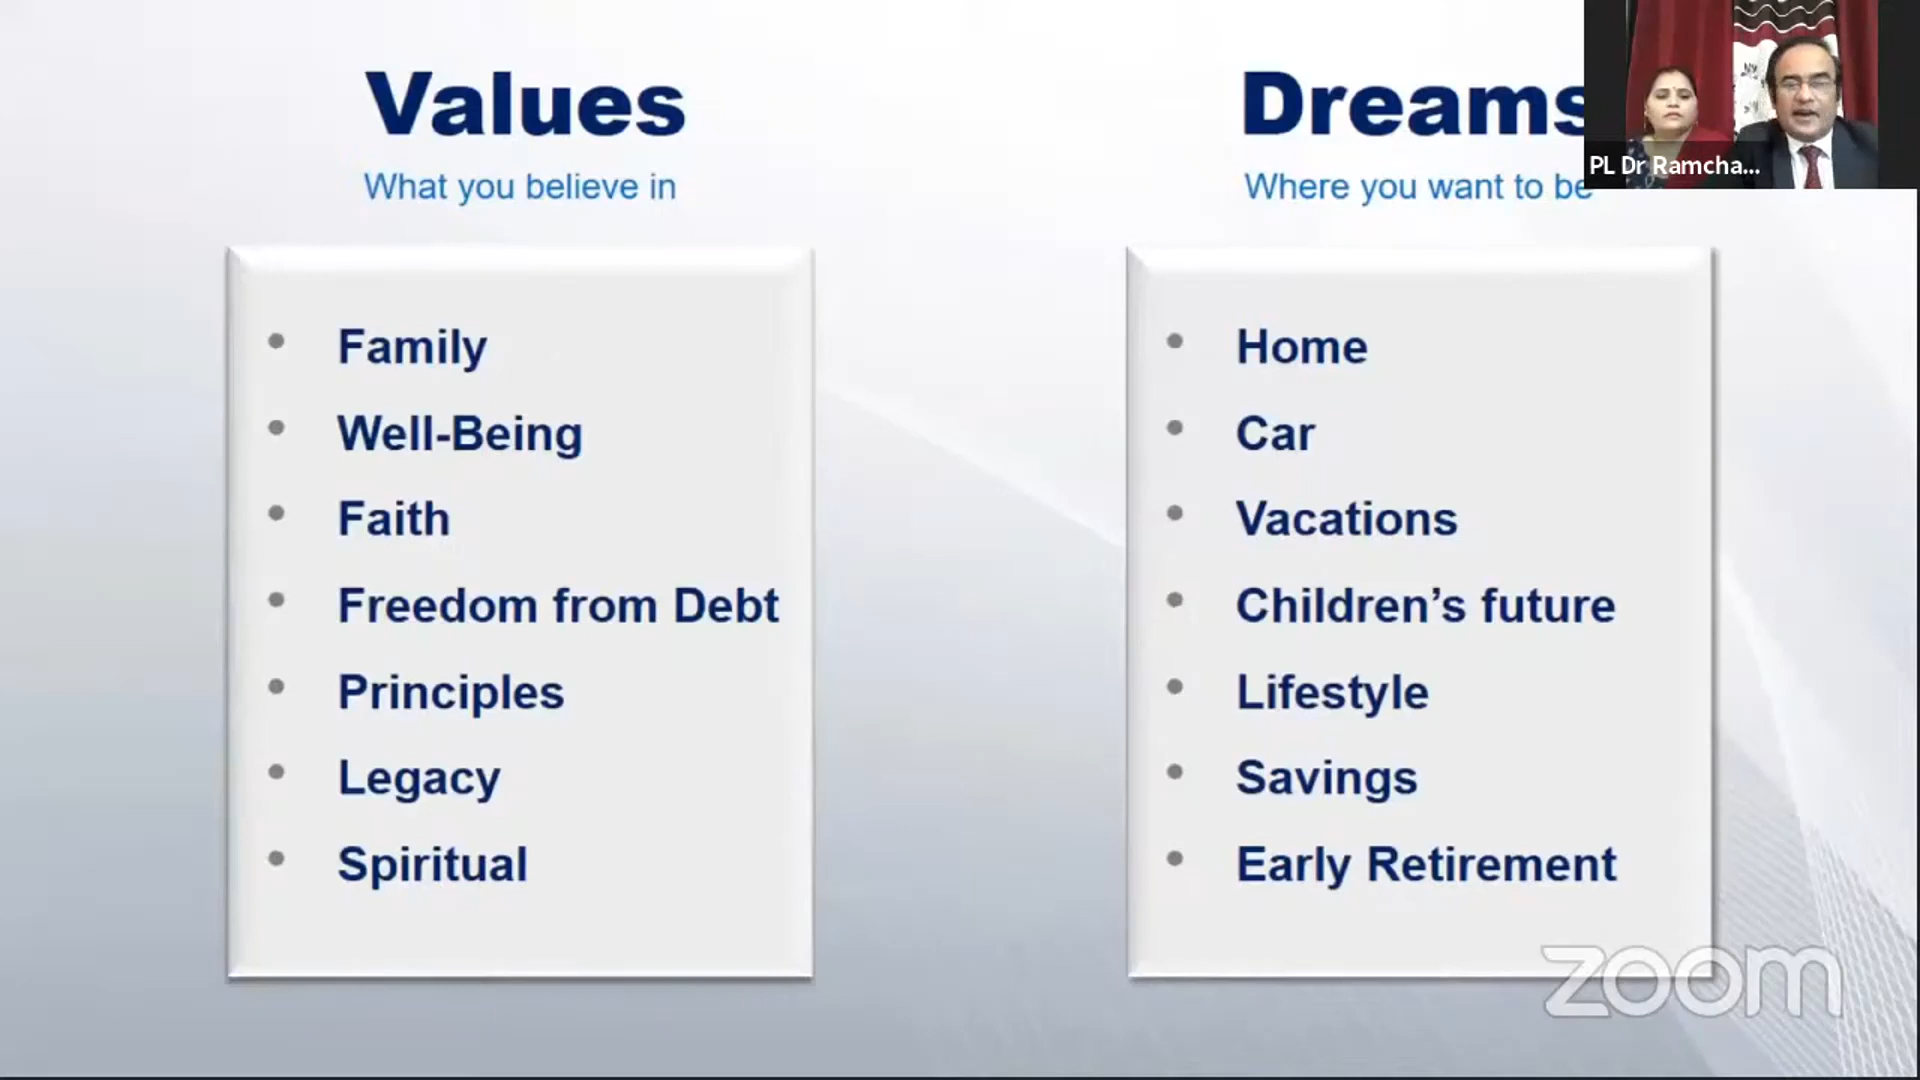 Values
What you believe in
• Family
• Well-Being
• Faith
• Freedom from Debt
• Principles
• Legacy
• Spiritual
Dreams
Where you want to be
• Home
• Car
• Vacations
• Children’s future
• Lifestyle
• Savings
• Early Retirement
PL Dr Ramcha...
zoom